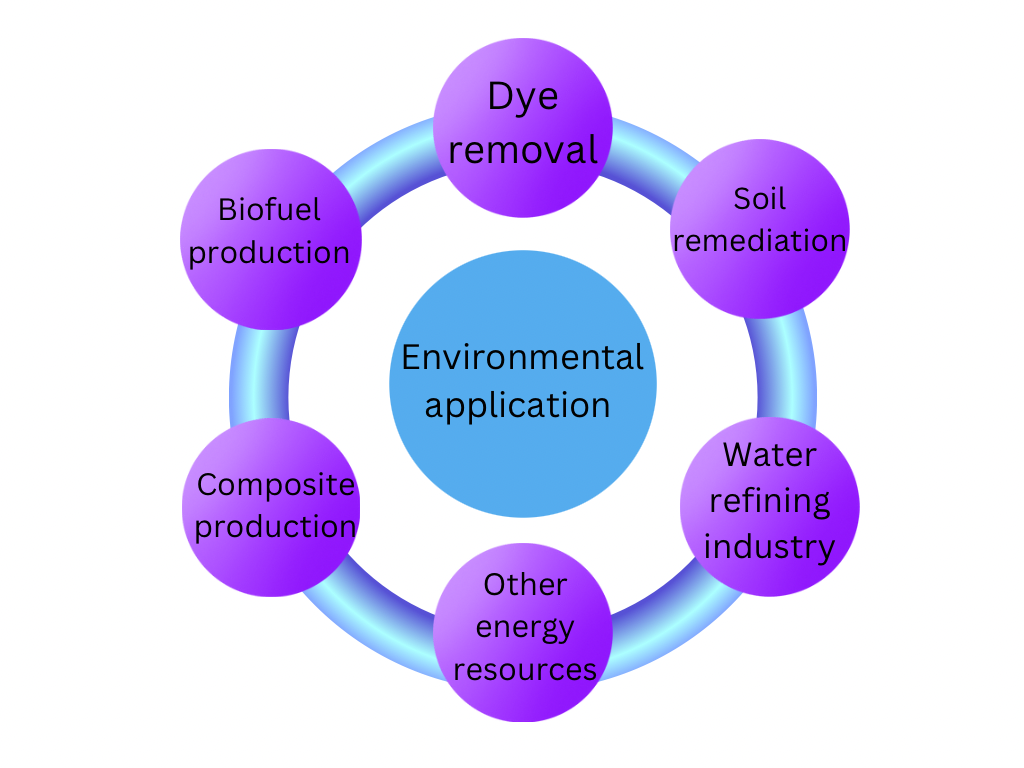 Dye
removal
Soil
remediation
Water
refining
industry
Other
energy
resources
Composite
production
Biofuel
production
Environmental
application